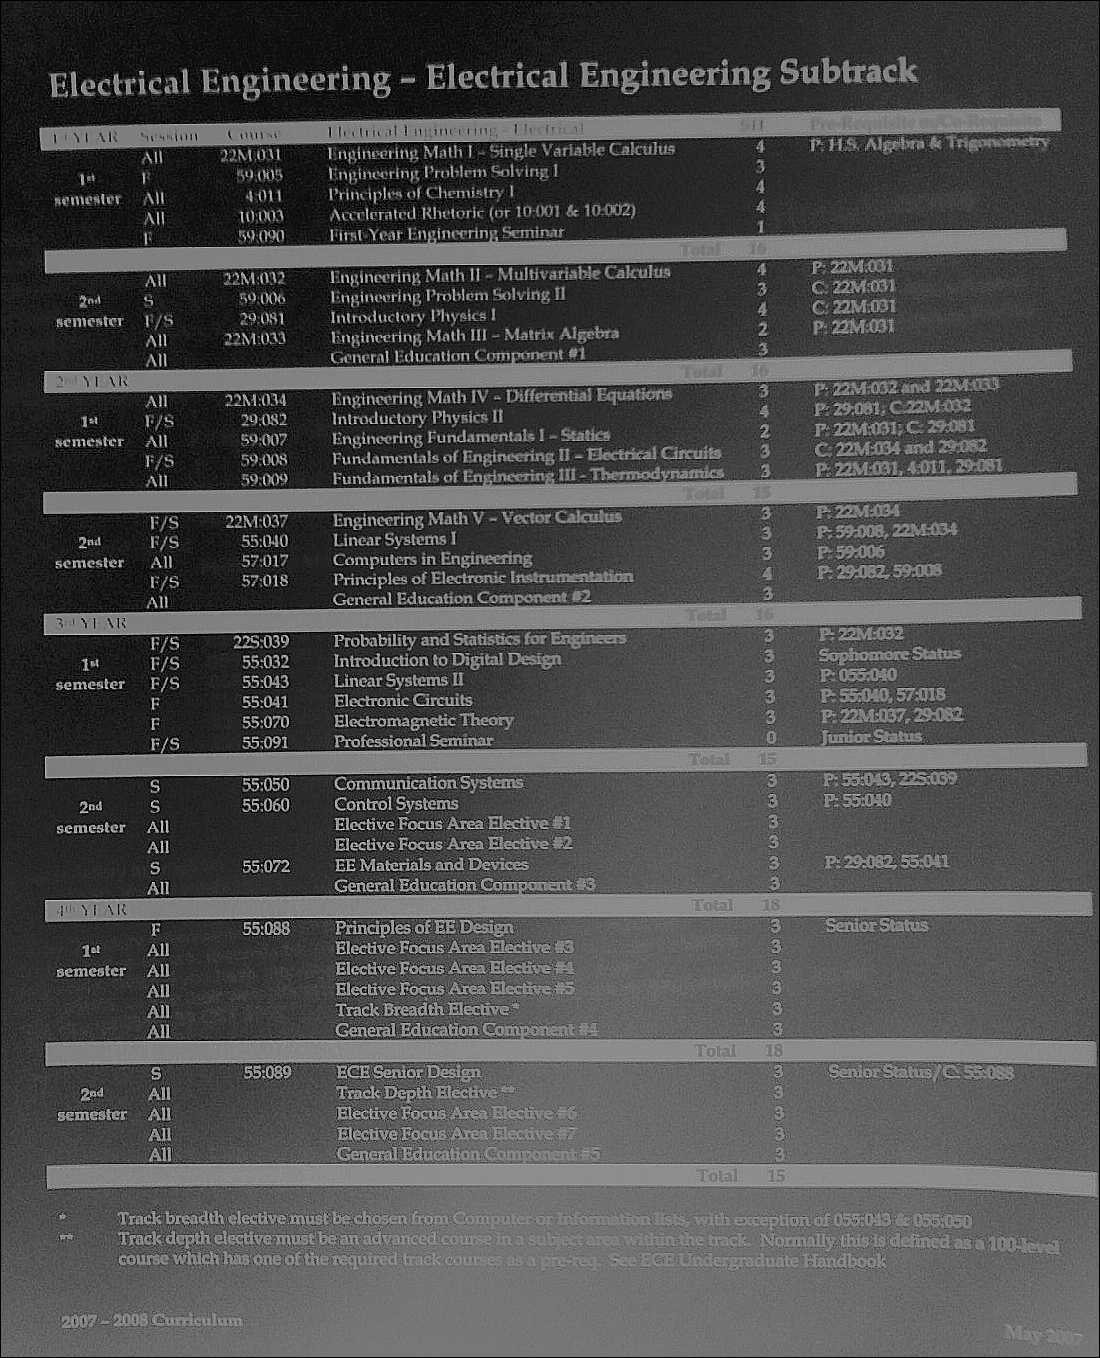 Electrical Engineering – Electrical Engineering Subtrack
1st YEAR Session Course Electrical Engineering - Electrical SH Pre-Requisite or/Co-Requisite
All 22M:031 Engineering Math I – Single Variable Calculus 4 P: H.S. Algebra & Trigonometry
1st F 59:005 Engineering Problem Solving I 3
semester All 4:011 Principles of Chemistry I 4
All 10:003 Accelerated Rhetoric (or 10:001 & 10:002) 4
F 59:090 First-Year Engineering Seminar 1
Total 16
All 22M:032 Engineering Math II – Multivariable Calculus 4 P: 22M:031
2nd S 59:006 Engineering Problem Solving II 3 C: 22M:031
semester F/S 29:081 Introductory Physics I 4 C: 22M:031
All 22M:033 Engineering Math III – Matrix Algebra 2 P: 22M:031
All General Education Component #1 3
2nd YEAR Total 16
All 22M:034 Engineering Math IV – Differential Equations 3 P: 22M:032 and 22M:033
1st F/S 29:082 Introductory Physics II 4 P: 29:081; C:22M:032
semester All 59:007 Engineering Fundamentals I – Statics 2 P: 22M:031; C: 29:081
F/S 59:008 Fundamentals of Engineering II – Electrical Circuits 3 C: 22M:034 and 29:082
All 59:009 Fundamentals of Engineering III - Thermodynamics 3 P: 22M:031, 4:011, 29:081
Total 15
F/S 22M:037 Engineering Math V – Vector Calculus 3 P: 22M:034
2nd F/S 55:040 Linear Systems I 3 P: 59:008, 22M:034
semester All 57:017 Computers in Engineering 3 P: 59:006
F/S 57:018 Principles of Electronic Instrumentation 4 P: 29:082, 59:008
All General Education Component #2 3
3rd YEAR Total 16
F/S 22S:039 Probability and Statistics for Engineers 3 P: 22M:032
1st F/S 55:032 Introduction to Digital Design 3 Sophomore Status
semester F/S 55:043 Linear Systems II 3 P: 055:040
F 55:041 Electronic Circuits 3 P: 55:040, 57:018
F 55:070 Electromagnetic Theory 3 P: 22M:037, 29:082
F/S 55:091 Professional Seminar 0 Junior Status
Total 15
S 55:050 Communication Systems 3 P: 55:043, 22S:039
2nd S 55:060 Control Systems 3 P: 55:040
semester All Elective Focus Area Elective #1 3
All Elective Focus Area Elective #2 3
S 55:072 EE Materials and Devices 3 P: 29:082, 55:041
All General Education Component #3 3
4th YEAR Total 18
F 55:088 Principles of EE Design 3 Senior Status
1st All Elective Focus Area Elective #3 3
semester All Elective Focus Area Elective #4 3
All Elective Focus Area Elective #5 3
All Track Breadth Elective * 3
All General Education Component #4 3
Total 18
S 55:089 ECE Senior Design 3 Senior Status/C: 55:088
2nd All Track Depth Elective ** 3
semester All Elective Focus Area Elective #6 3
All Elective Focus Area Elective #7 3
All General Education Component #5 3
Total 15
* Track breadth elective must be chosen from Computer or Information lists, with exception of 055:043 & 055:050
** Track depth elective must be an advanced course in a subject area within the track. Normally this is defined as a 100-level
course which has one of the required track courses as a pre-req. See ECE Undergraduate Handbook
2007 – 2008 Curriculum
May 2007